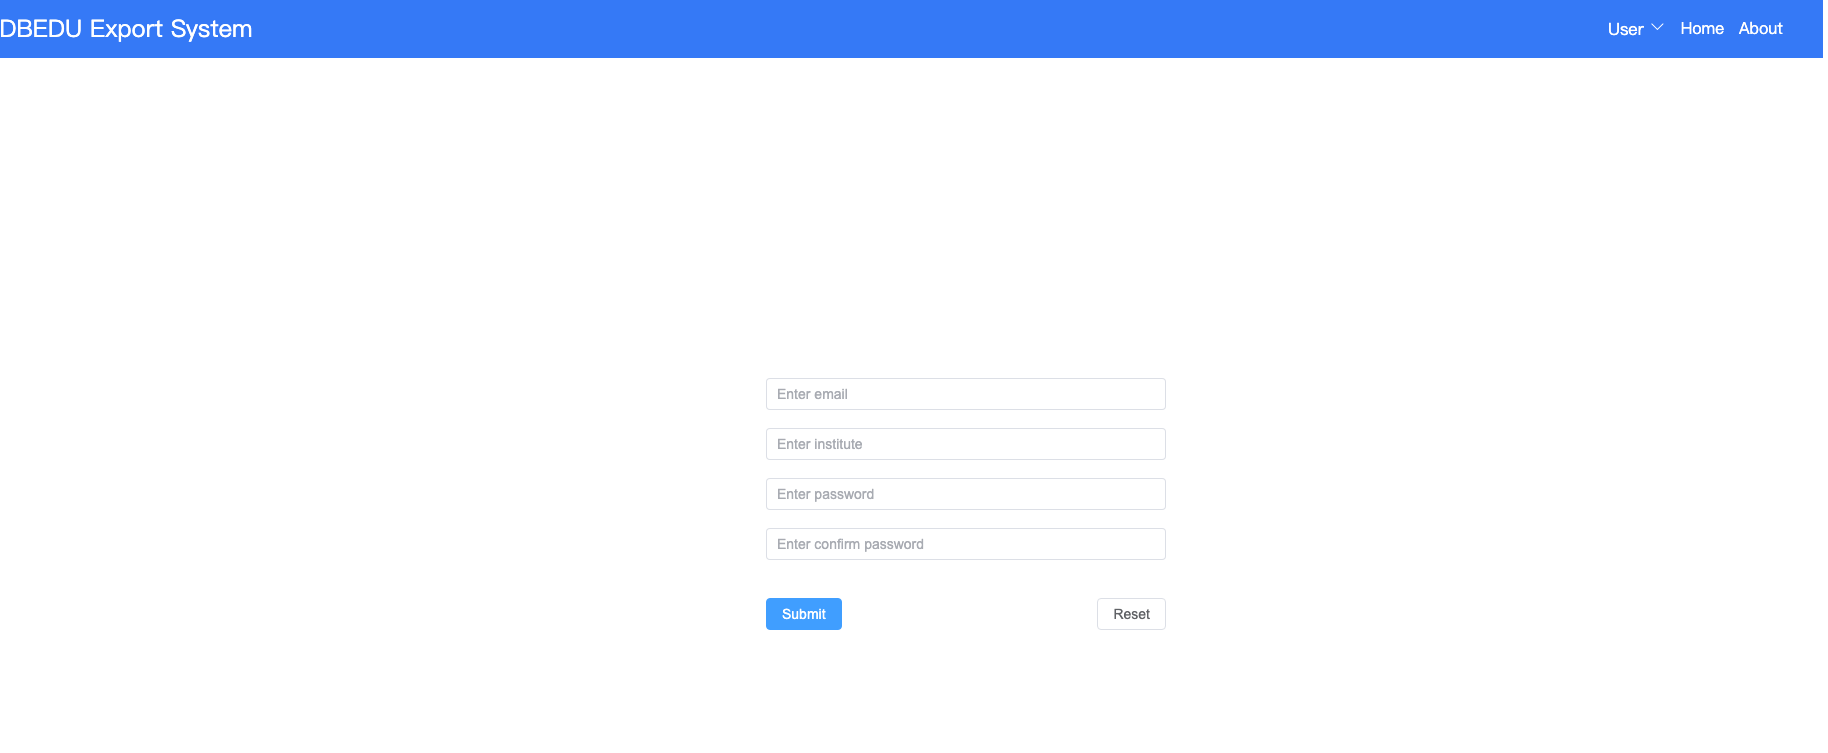 DBEDU Export System
User Home About
Enter email
Enter institute
Enter password
Enter confirm password
Submit Reset